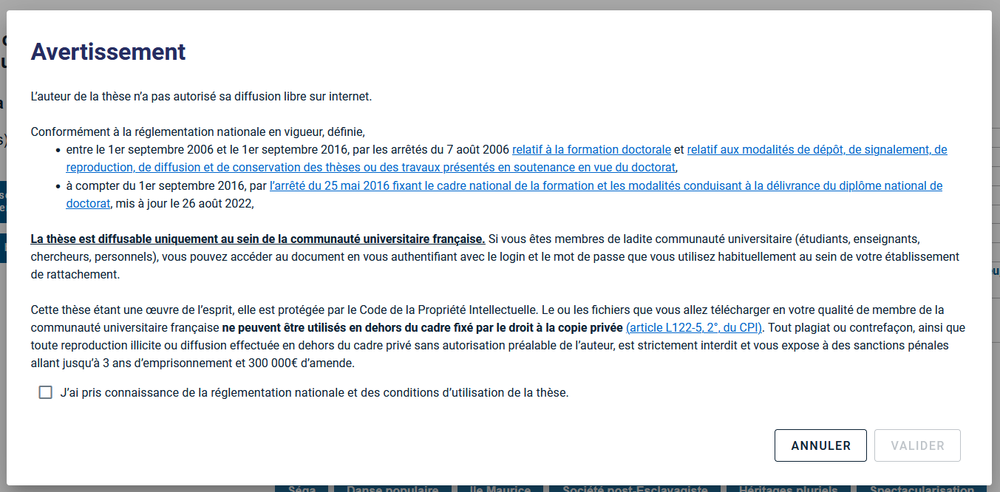 Avertissement
L’auteur de la thèse n’a pas autorisé sa diffusion libre sur internet.
Conformément à la réglementation nationale en vigueur, définie,
• entre le 1er septembre 2006 et le 1er septembre 2016, par les arrêtés du 7 août 2006 relatif à la formation doctorale et relatif aux modalités de dépôt, de signalement, de
reproduction, de diffusion et de conservation des thèses ou des travaux présentés en soutenance en vue du doctorat,
• à compter du 1er septembre 2016, par l’arrêté du 25 mai 2016 fixant le cadre national de la formation et les modalités conduisant à la délivrance du diplôme national de
doctorat, mis à jour le 26 août 2022,
La thèse est diffusable uniquement au sein de la communauté universitaire française. Si vous êtes membres de ladite communauté universitaire (étudiants, enseignants,
chercheurs, personnels), vous pouvez accéder au document en vous authentifiant avec le login et le mot de passe que vous utilisez habituellement au sein de votre établissement
de rattachement.
Cette thèse étant une œuvre de l’esprit, elle est protégée par le Code de la Propriété Intellectuelle. Le ou les fichiers que vous allez télécharger en votre qualité de membre de la
communauté universitaire française ne peuvent être utilisés en dehors du cadre fixé par le droit à la copie privée (article L122-5, 2°, du CPI). Tout plagiat ou contrefaçon, ainsi que
toute reproduction illicite ou diffusion effectuée en dehors du cadre privé sans autorisation préalable de l’auteur, est strictement interdit et vous expose à des sanctions pénales
allant jusqu’à 3 ans d’emprisonnement et 300 000€ d’amende.
J’ai pris connaissance de la réglementation nationale et des conditions d’utilisation de la thèse.
ANNULER VALIDER
Séga Danse populaire Ile Maurice Société post-Esclavagiste Héritages pluriels Spectacularisation